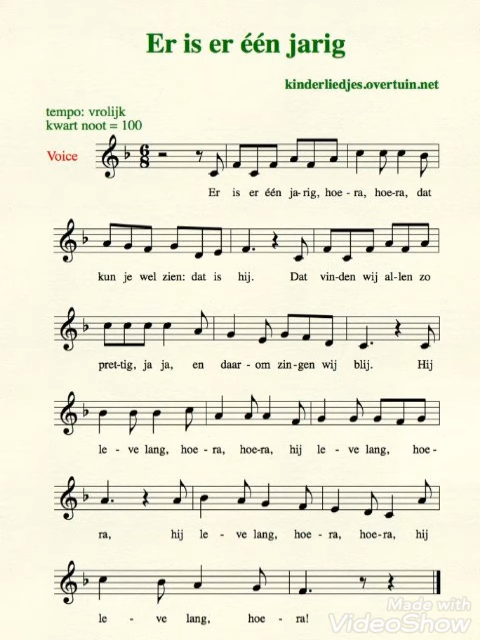 Er is er één jarig
kinderliedjes.overtuin.net
tempo: vrolijk
kwart noot = 100
Voice
6
8
Er is er één ja-rig, hoe-ra, hoe-ra, dat
kun je wel zien: dat is hij. Dat vin-den wij al-len zo
pret-tig, ja ja, en daar-om zin-gen wij blij. Hij
le-ve lang, hoe-ra, hoe-ra, hij le-ve lang, hoe-
ra, hij le-ve lang, hoe-ra, hoe-ra, hij
le-ve lang, hoe-ra!
Made with
VideoShow